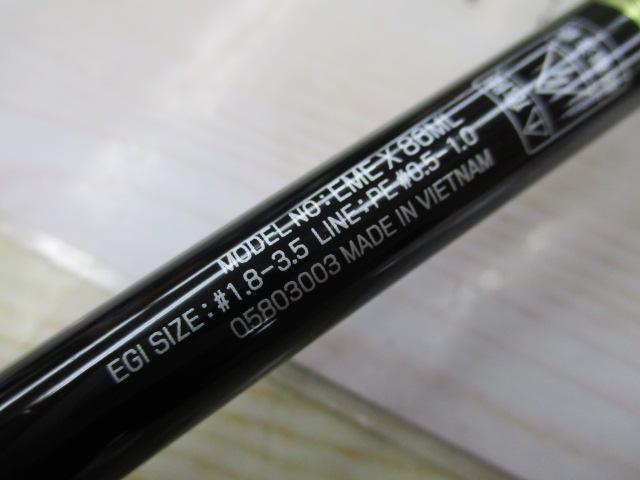 MODEL NO:EME X 86ML
EGI SIZE:#1.8-3.5 LINE:PE#0.5-1.0
05803003 MADE IN VIETNAM